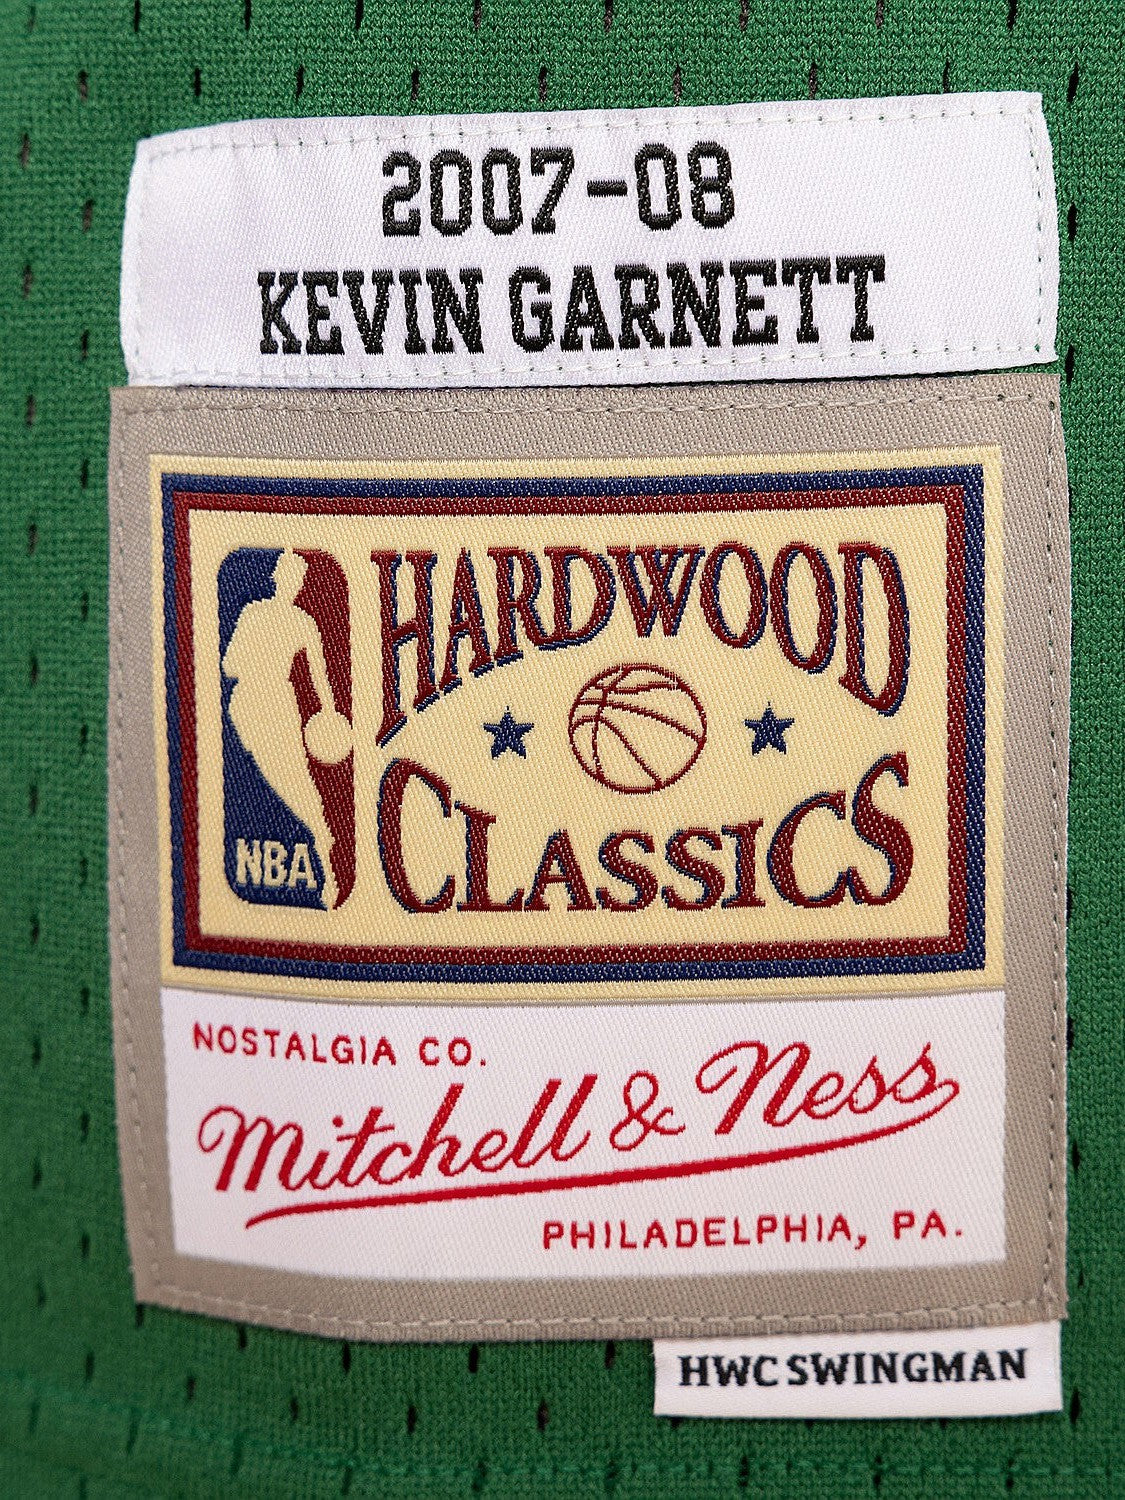 2007-08
KEVIN GARNETT
HARDWOOD
CLASSICS
NBA
NOSTALGIA CO.
Mitchell & Ness
PHILADELPHIA, PA.
HWC SWINGMAN